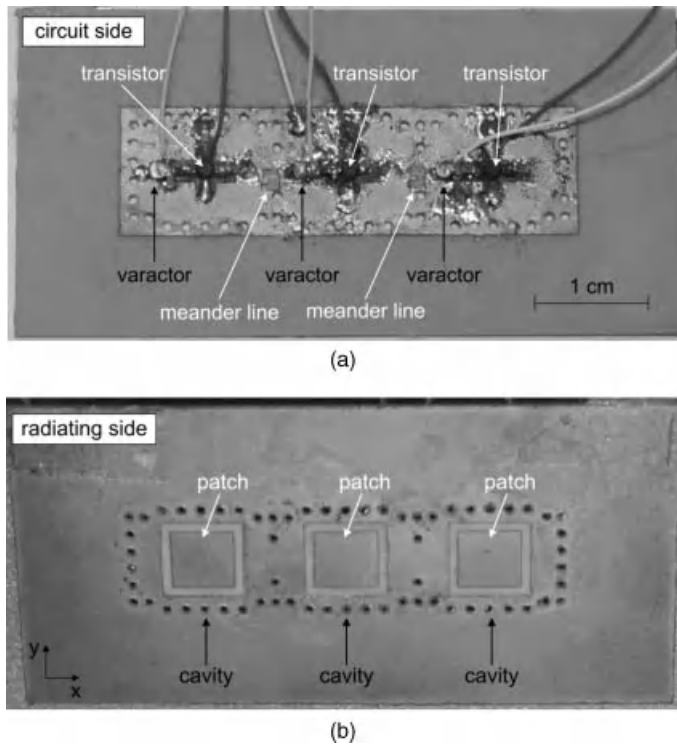 circuit side
transistor transistor transistor
varactor varactor varactor
meander line meander line
1 cm
(a)
radiating side
patch patch patch
y
x
cavity cavity cavity
(b)